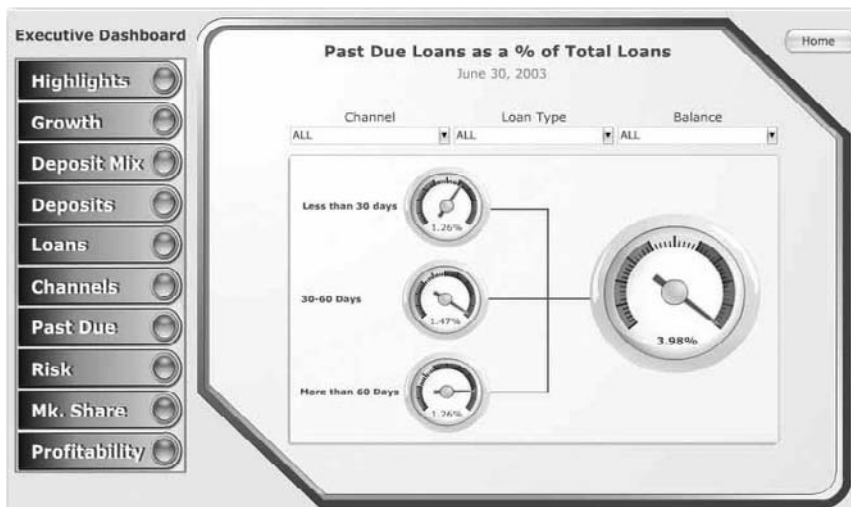 Executive Dashboard
Home
Highlights
Growth
Deposit Mix
Deposits
Loans
Channels
Past Due
Risk
Mk. Share
Profitability
Past Due Loans as a % of Total Loans
June 30, 2003
Channel Loan Type Balance
ALL ALL ALL
Less than 30 days
1.26%
30-60 Days
1.47%
More than 60 Days
1.26%
3.98%